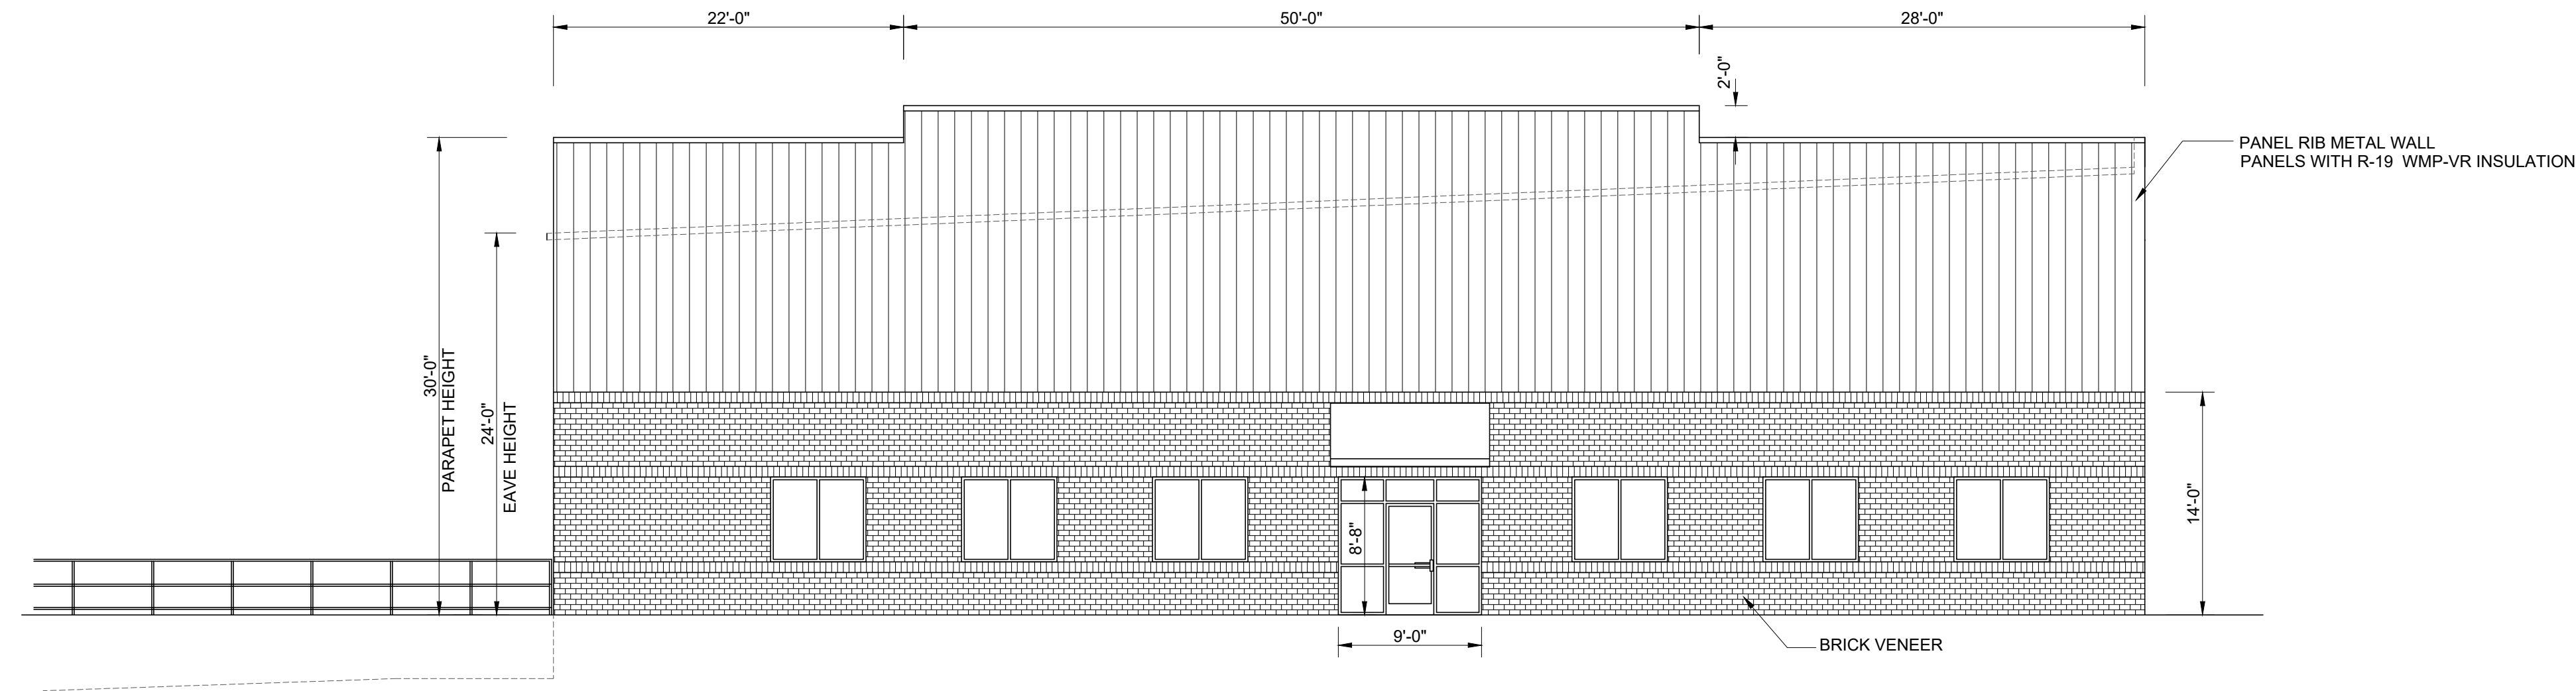 22'-0"
50'-0"
28'-0"
2'-0"
PANEL RIB METAL WALL
PANELS WITH R-19 WMP-VR INSULATION
30'-0"
PARAPET HEIGHT
24'-0"
EAVE HEIGHT
8'-8"
14'-0"
9'-0"
BRICK VENEER